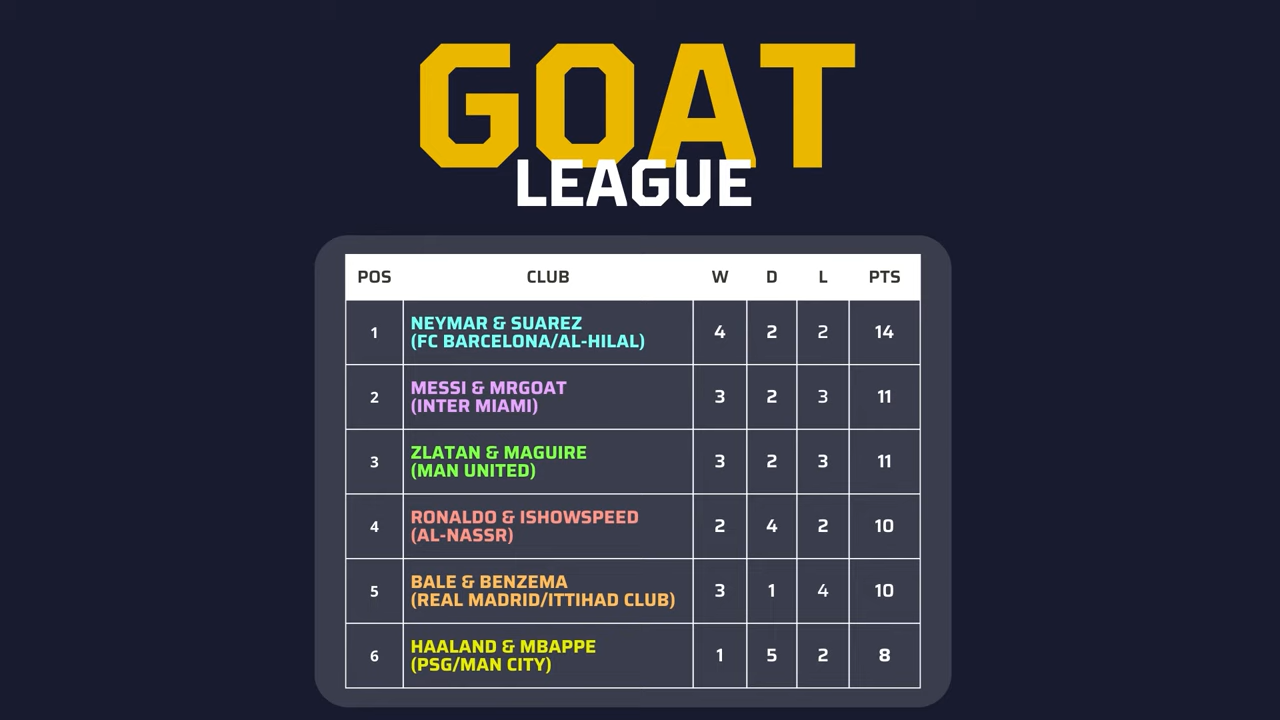 GOAT
LEAGUE
POS CLUB W D L PTS
1 NEYMAR & SUAREZ (FC BARCELONA/AL-HILAL) 4 2 2 14
2 MESSI & MRGOAT (INTER MIAMI) 3 2 3 11
3 ZLATAN & MAGUIRE (MAN UNITED) 3 2 3 11
4 RONALDO & ISHOWSPEED (AL-NASSR) 2 4 2 10
5 BALE & BENZEMA (REAL MADRID/ITTIHAD CLUB) 3 1 4 10
6 HAALAND & MBAPPE (PSG/MAN CITY) 1 5 2 8